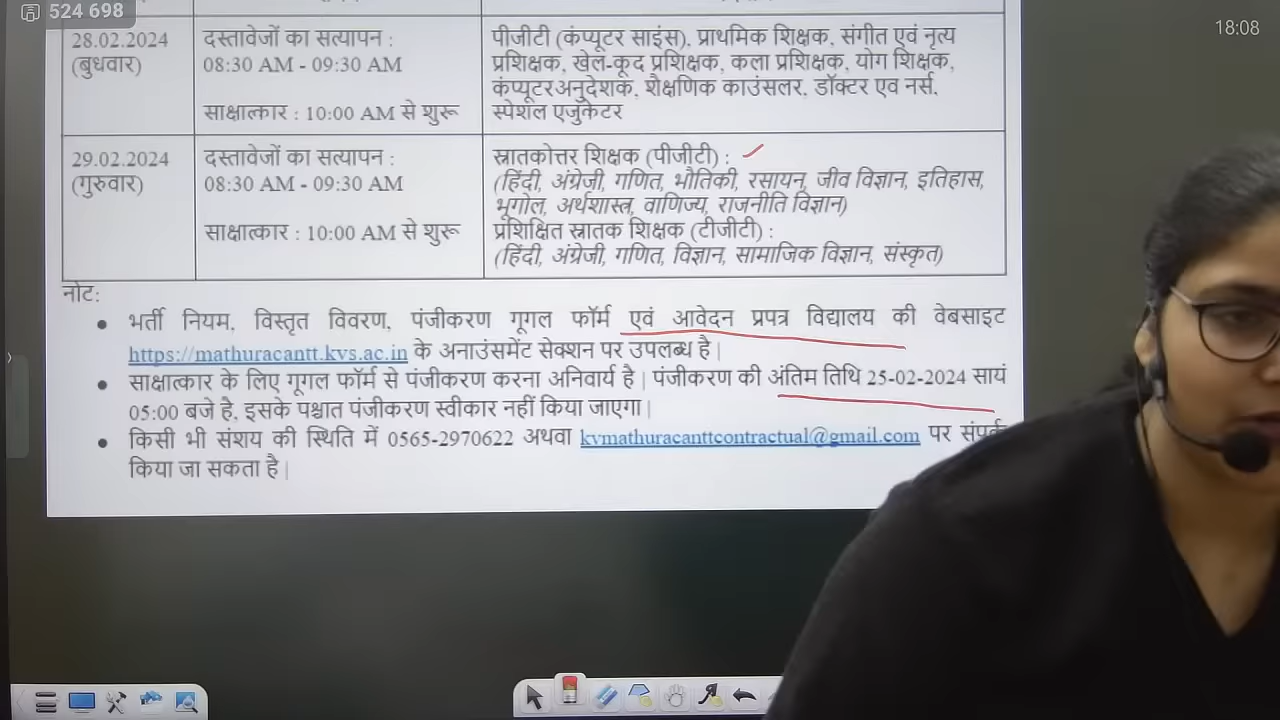 524 698
18:08
28.02.2024
(बुधवार)
दस्तावेजों का सत्यापन :
08:30 AM - 09:30 AM
साक्षात्कार : 10:00 AM से शुरू
पीजीटी (कंप्यूटर साइंस), प्राथमिक शिक्षक, संगीत एवं नृत्य
प्रशिक्षक, खेल-कूद प्रशिक्षक, कला प्रशिक्षक, योग शिक्षक,
कंप्यूटरअनुदेशक, शैक्षणिक काउंसलर, डॉक्टर एव नर्स,
स्पेशल एजुकेटर
29.02.2024
(गुरुवार)
दस्तावेजों का सत्यापन :
08:30 AM - 09:30 AM
साक्षात्कार : 10:00 AM से शुरू
स्नातकोत्तर शिक्षक (पीजीटी) :
(हिंदी, अंग्रेजी, गणित, भौतिकी, रसायन, जीव विज्ञान, इतिहास,
भूगोल, अर्थशास्त्र, वाणिज्य, राजनीति विज्ञान)
प्रशिक्षित स्नातक शिक्षक (टीजीटी) :
(हिंदी, अंग्रेजी, गणित, विज्ञान, सामाजिक विज्ञान, संस्कृत)
नोट:
• भर्ती नियम, विस्तृत विवरण, पंजीकरण गूगल फॉर्म एवं आवेदन प्रपत्र विद्यालय की वेबसाइट
https://mathuracantt.kvs.ac.in के अनाउंसमेंट सेक्शन पर उपलब्ध है|
• साक्षात्कार के लिए गूगल फॉर्म से पंजीकरण करना अनिवार्य है| पंजीकरण की अंतिम तिथि 25-02-2024 सायं
05:00 बजे है, इसके पश्चात पंजीकरण स्वीकार नहीं किया जाएगा|
• किसी भी संशय की स्थिति में 0565-2970622 अथवा kvmathuracanttcontractual@gmail.com पर संपर्क
किया जा सकता है|